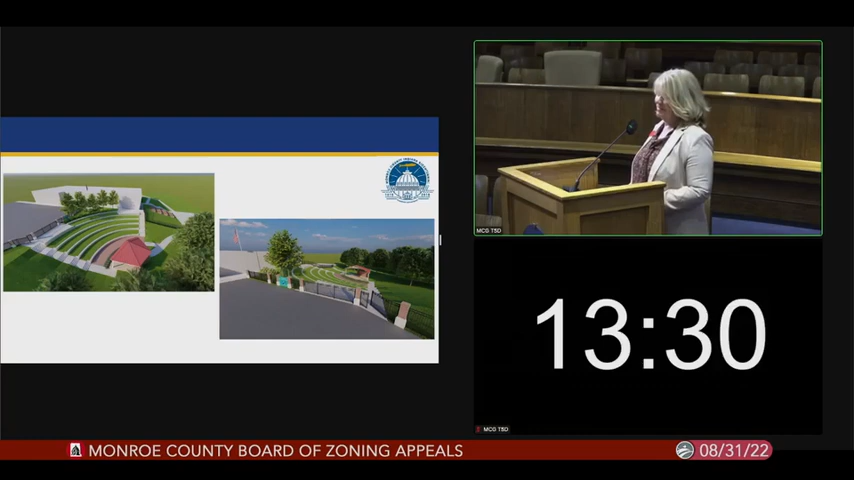 MCG TSD
13:30
MCG TSD
MONROE COUNTY BOARD OF ZONING APPEALS
08/31/22